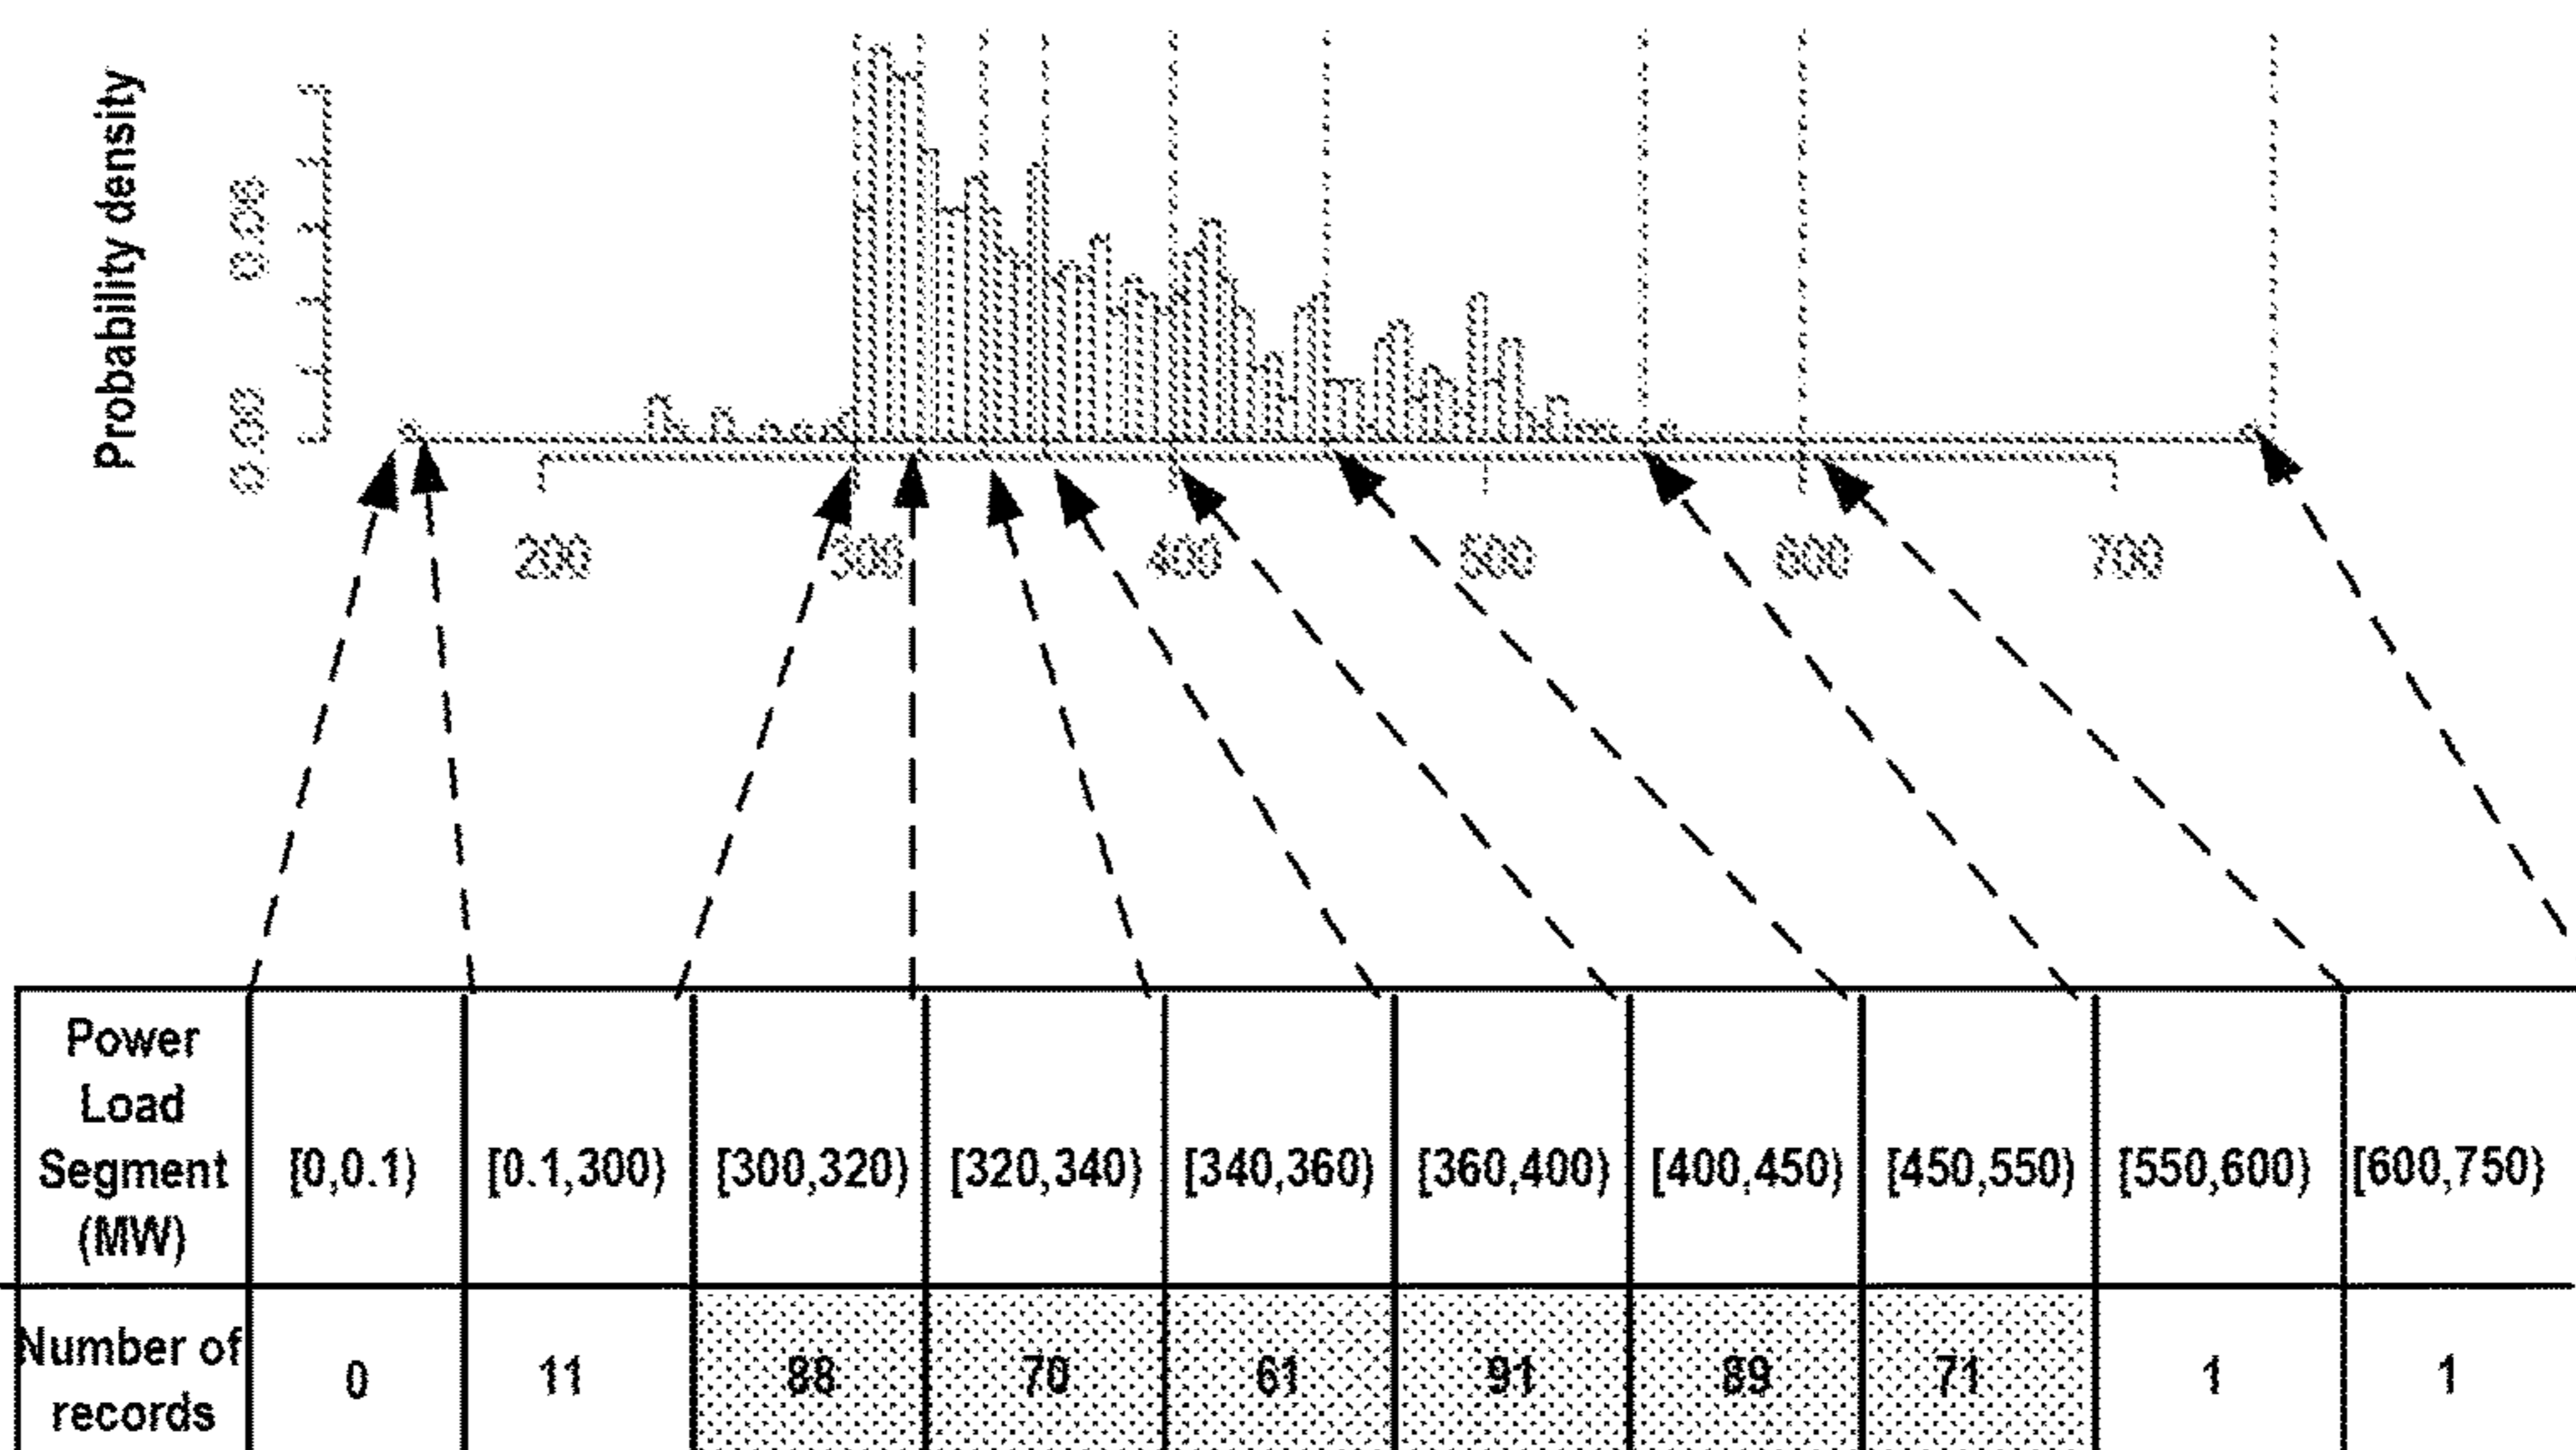 Probability density
0.06
0.00
200 300 400 500 600 700
Power
Load
Segment
(MW)
[0,0.1) [0.1,300) [300,320) [320,340) [340,360) [360,400) [400,450) [450,550) [550,600) [600,750)
Number of
records
0 11 88 70 61 91 89 71 1 1